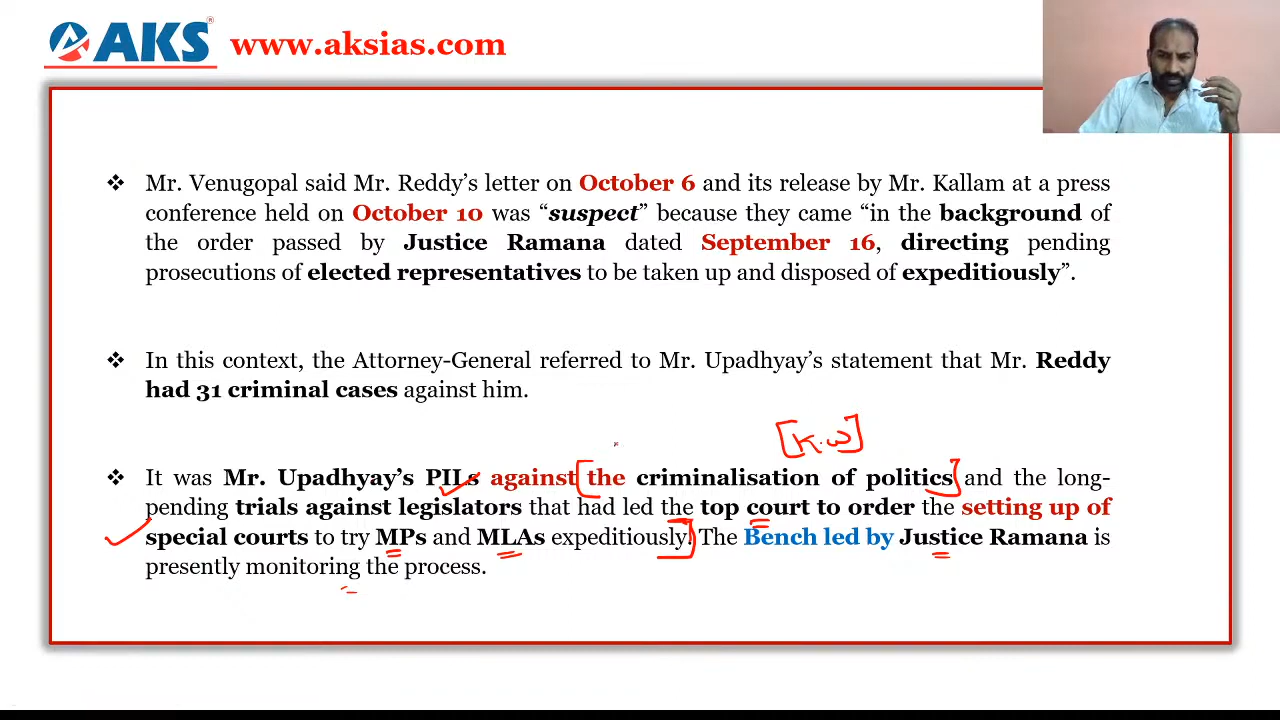 AKS®
www.aksias.com
❖ Mr. Venugopal said Mr. Reddy’s letter on October 6 and its release by Mr. Kallam at a press
conference held on October 10 was “suspect” because they came “in the background of
the order passed by Justice Ramana dated September 16, directing pending
prosecutions of elected representatives to be taken up and disposed of expeditiously”.
❖ In this context, the Attorney-General referred to Mr. Upadhyay’s statement that Mr. Reddy
had 31 criminal cases against him.
[K.W]
❖ It was Mr. Upadhyay’s PILs against the criminalisation of politics and the long-
pending trials against legislators that had led the top court to order the setting up of
special courts to try MPs and MLAs expeditiously. The Bench led by Justice Ramana is
presently monitoring the process.